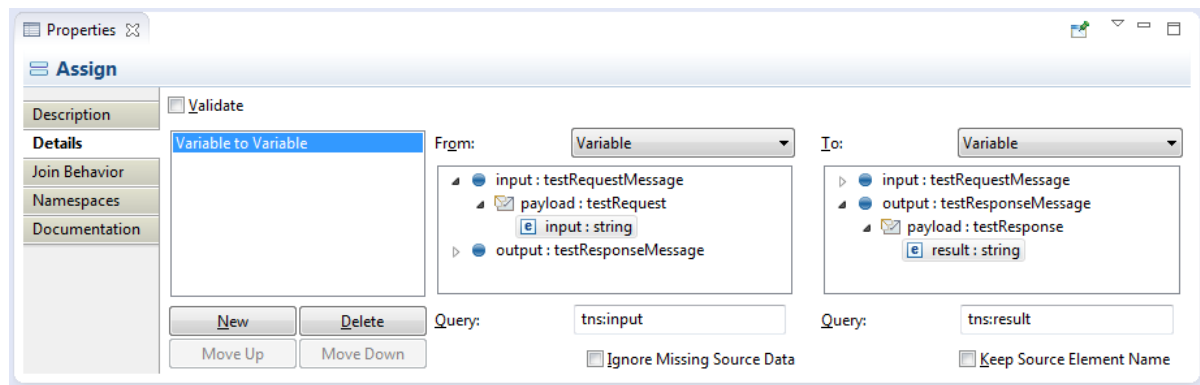 Properties
Assign
Description
Details
Join Behavior
Namespaces
Documentation
Validate
Variable to Variable
New Delete
Move Up Move Down
From: Variable
input : testRequestMessage
payload : testRequest
e input : string
output : testResponseMessage
Query: tns:input
Ignore Missing Source Data
To: Variable
input : testRequestMessage
output : testResponseMessage
payload : testResponse
e result : string
Query: tns:result
Keep Source Element Name